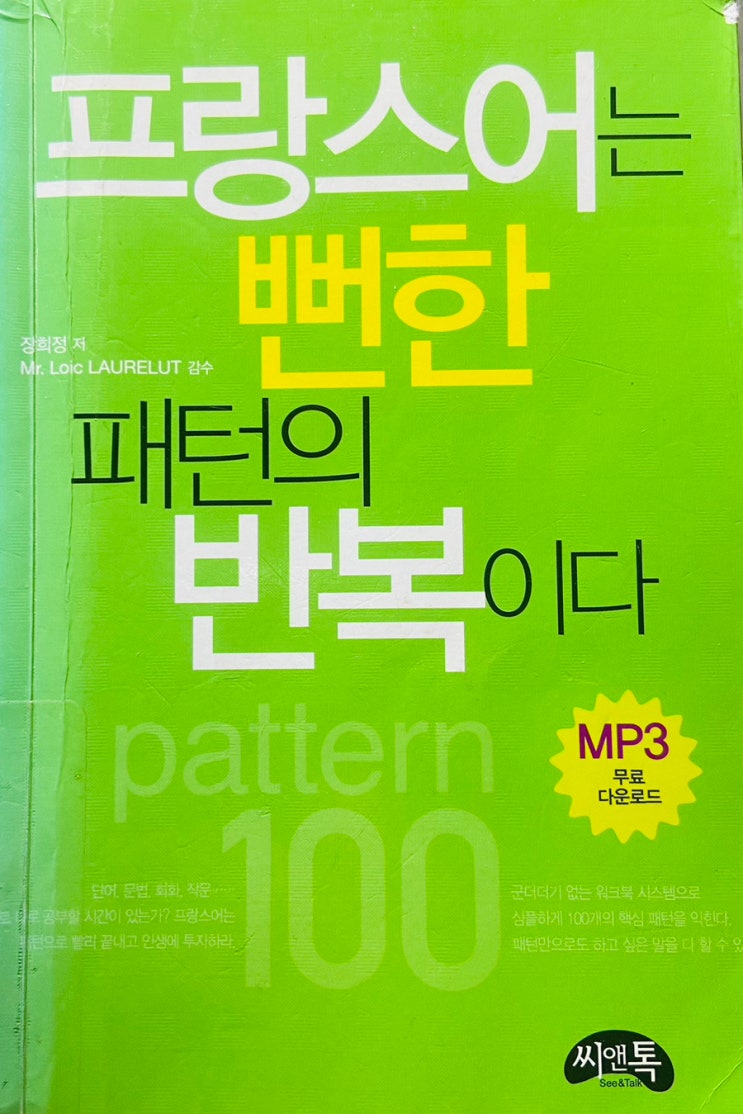 프랑스어는
뻔한
장희정 저
Mr. Loic LAURELUT 감수
패턴의
반복이다
pattern
100
MP3
무료
다운로드
단어, 문법, 회화, 작문……
로 공부할 시간이 있는가? 프랑스어는
패턴으로 빨리 끝내고 인생에 투자하라.
군더더기 없는 워크북 시스템으로
심플하게 100개의 핵심 패턴을 익힌다.
패턴만으로도 하고 싶은 말을 다 할 수
씨앤톡
See&Talk